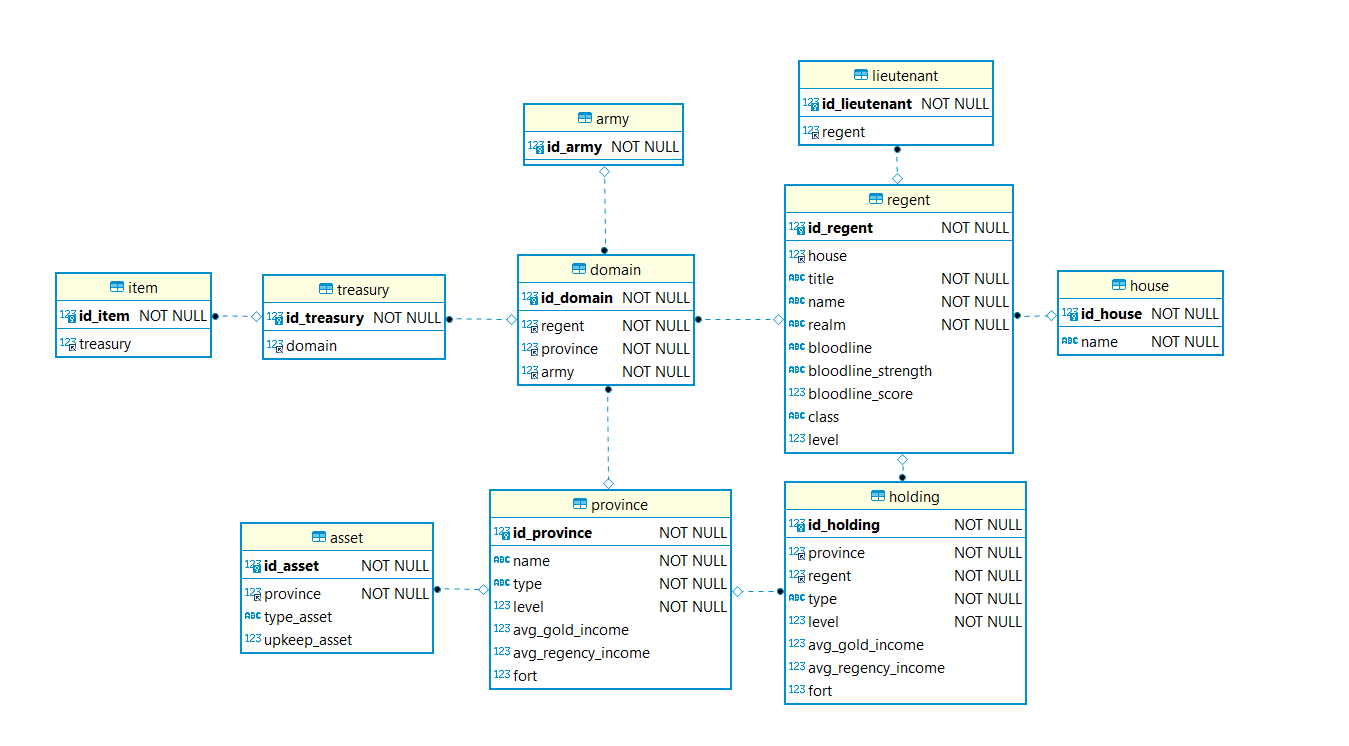 lieutenant
123 id_lieutenant NOT NULL
123 regent
army
123 id_army NOT NULL
regent
123 id_regent NOT NULL
123 house
ABC title NOT NULL
ABC name NOT NULL
ABC realm NOT NULL
ABC bloodline
ABC bloodline_strength
123 bloodline_score
ABC class
123 level
domain
123 id_domain NOT NULL
123 regent NOT NULL
123 province NOT NULL
123 army NOT NULL
house
123 id_house NOT NULL
ABC name NOT NULL
item
123 id_item NOT NULL
123 treasury
treasury
123 id_treasury NOT NULL
123 domain
holding
123 id_holding NOT NULL
123 province NOT NULL
123 regent NOT NULL
ABC type NOT NULL
123 level NOT NULL
123 avg_gold_income
123 avg_regency_income
123 fort
province
123 id_province NOT NULL
ABC name NOT NULL
ABC type NOT NULL
123 level NOT NULL
123 avg_gold_income
123 avg_regency_income
123 fort
asset
123 id_asset NOT NULL
123 province NOT NULL
ABC type_asset
123 upkeep_asset